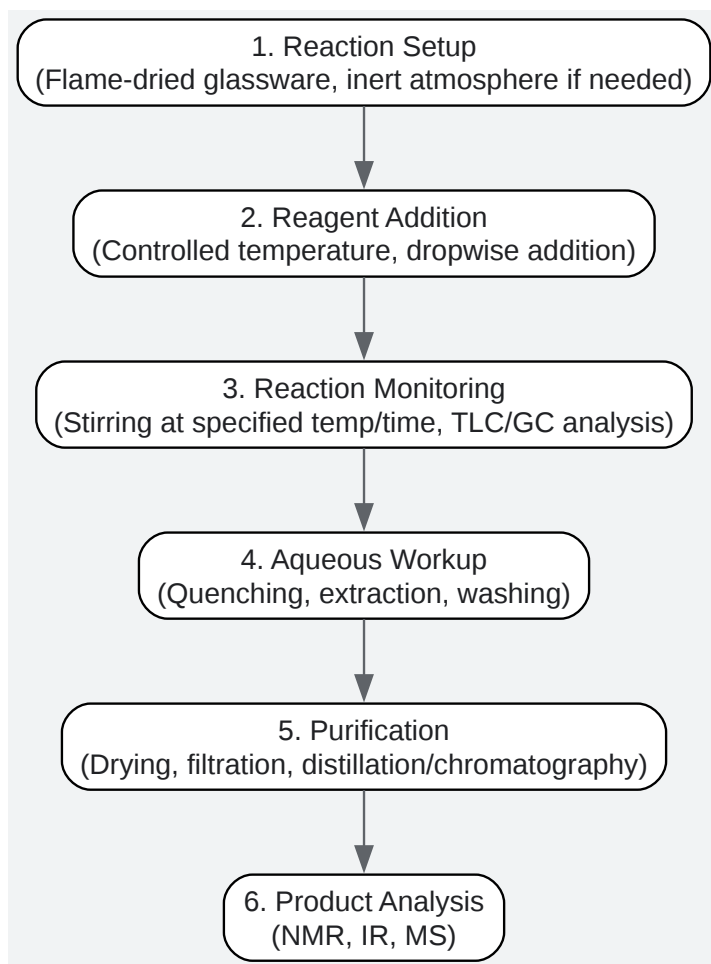 1. Reaction Setup
(Flame-dried glassware, inert atmosphere if needed)
2. Reagent Addition
(Controlled temperature, dropwise addition)
3. Reaction Monitoring
(Stirring at specified temp/time, TLC/GC analysis)
4. Aqueous Workup
(Quenching, extraction, washing)
5. Purification
(Drying, filtration, distillation/chromatography)
6. Product Analysis
(NMR, IR, MS)